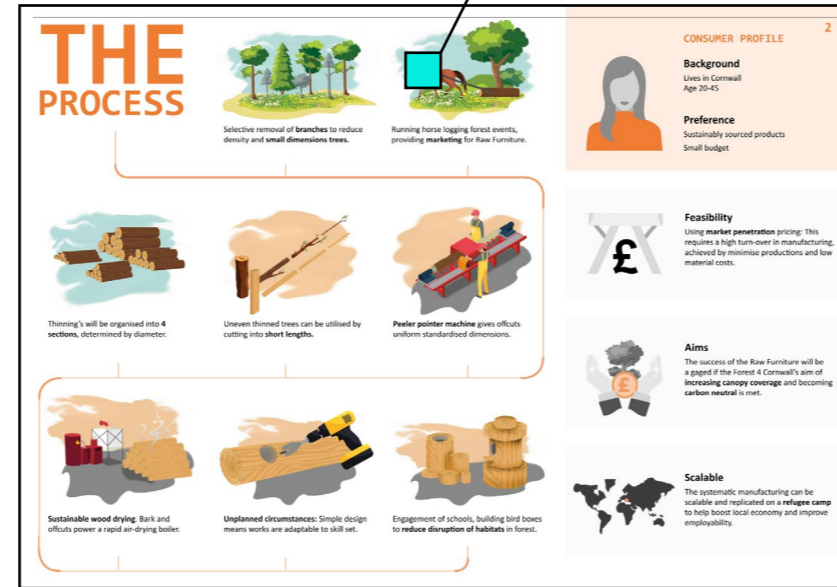 THE
PROCESS
Selective removal of branches to reduce
density and small dimensions trees.
Running horse logging forest events,
providing marketing for Raw Furniture.
Thinning's will be organised into 4
sections, determined by diameter.
Uneven thinned trees can be utilised by
cutting into short lengths.
Peeler pointer machine gives offcuts
uniform standardised dimensions.
Sustainable wood drying. Bark and
offcuts power a rapid air-drying boiler.
Unplanned circumstances: Simple design
means works are adaptable to skill set.
Engagement of schools, building bird boxes
to reduce disruption of habitats in forest.
2
CONSUMER PROFILE
Background
Lives in Cornwall
Age 20-45
Preference
Sustainably sourced products
Small budget
£
Feasibility
Using market penetration pricing: This
requires a high turn-over in manufacturing,
achieved by minimise productions and low
material costs.
£
Aims
The success of the Raw Furniture will be
a gaged if the Forest 4 Cornwall's aim of
increasing canopy coverage and becoming
carbon neutral is met.
Scalable
The systematic manufacturing can be
scalable and replicated on a refugee camp
to help boost local economy and improve
employability.